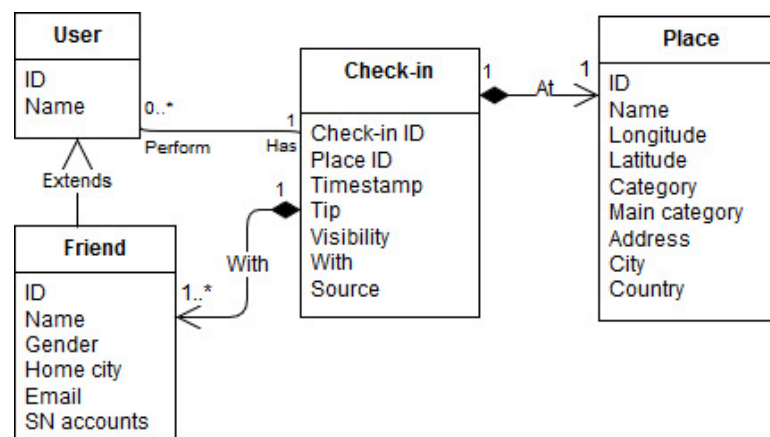 User
ID
Name
Extends
Friend
ID
Name
Gender
Home city
Email
SN accounts
0..*
Perform
1
Has
1
With
1..*
Check-in
Check-in ID
Place ID
Timestamp
Tip
Visibility
With
Source
1
At
1
Place
ID
Name
Longitude
Latitude
Category
Main category
Address
City
Country